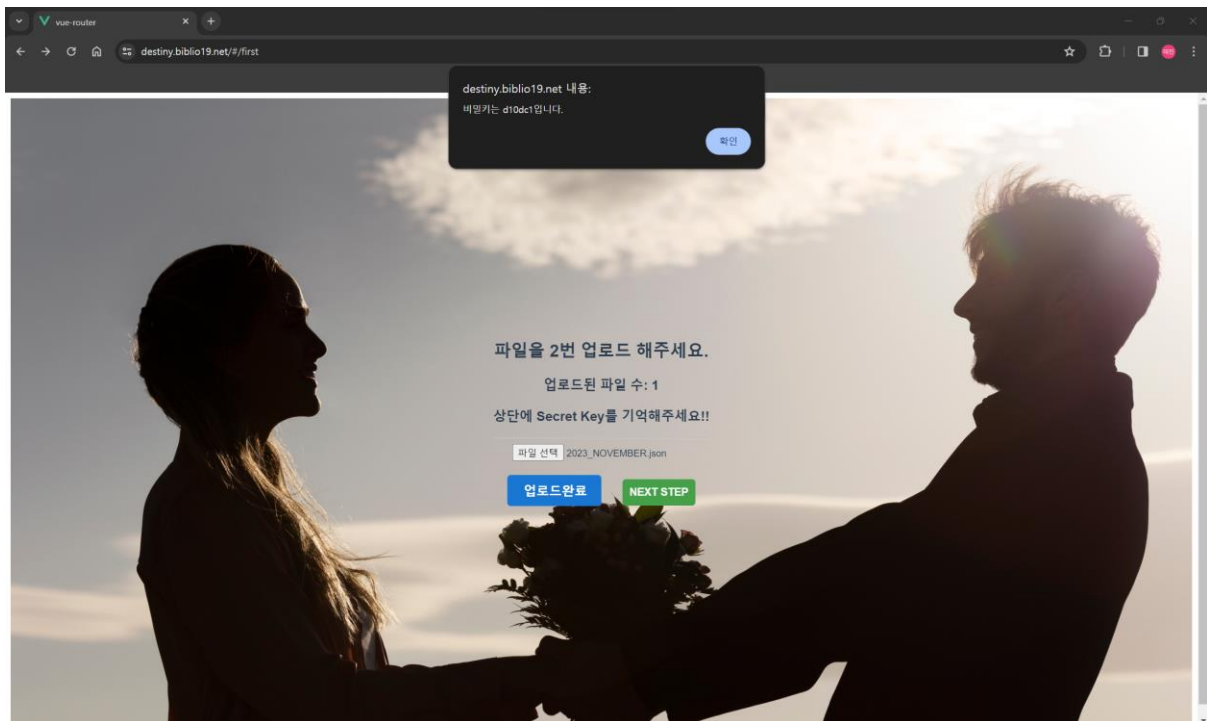 vue-router
destiny.biblio19.net/#/first
destiny.biblio19.net 내용:
비밀키는 d10dc1입니다.
확인
파일을 2번 업로드 해주세요.
업로드된 파일 수: 1
상단에 Secret Key를 기억해주세요!!
파일 선택 2023_NOVEMBER.json
업로드완료 NEXT STEP